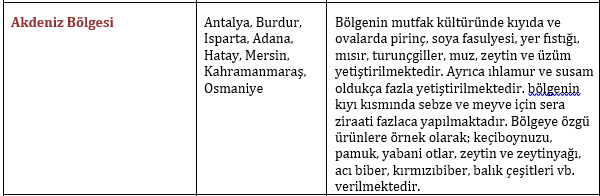 Akdeniz Bölgesi
Antalya, Burdur,
Isparta, Adana,
Hatay, Mersin,
Kahramanmaraş,
Osmaniye
Bölgenin mutfak kültüründe kıyıda ve
ovalarda pirinç, soya fasulyesi, yer fıstığı,
mısır, turunçgiller, muz, zeytin ve üzüm
yetiştirilmektedir. Ayrıca ıhlamur ve susam
oldukça fazla yetiştirilmektedir. bölgenin
kıyı kısmında sebze ve meyve için sera
ziraati fazlaca yapılmaktadır. Bölgeye özgü
ürünlere örnek olarak; keçiboynuzu,
pamuk, yabani otlar, zeytin ve zeytinyağı,
acı biber, kırmızıbiber, balık çeşitleri vb.
verilmektedir.